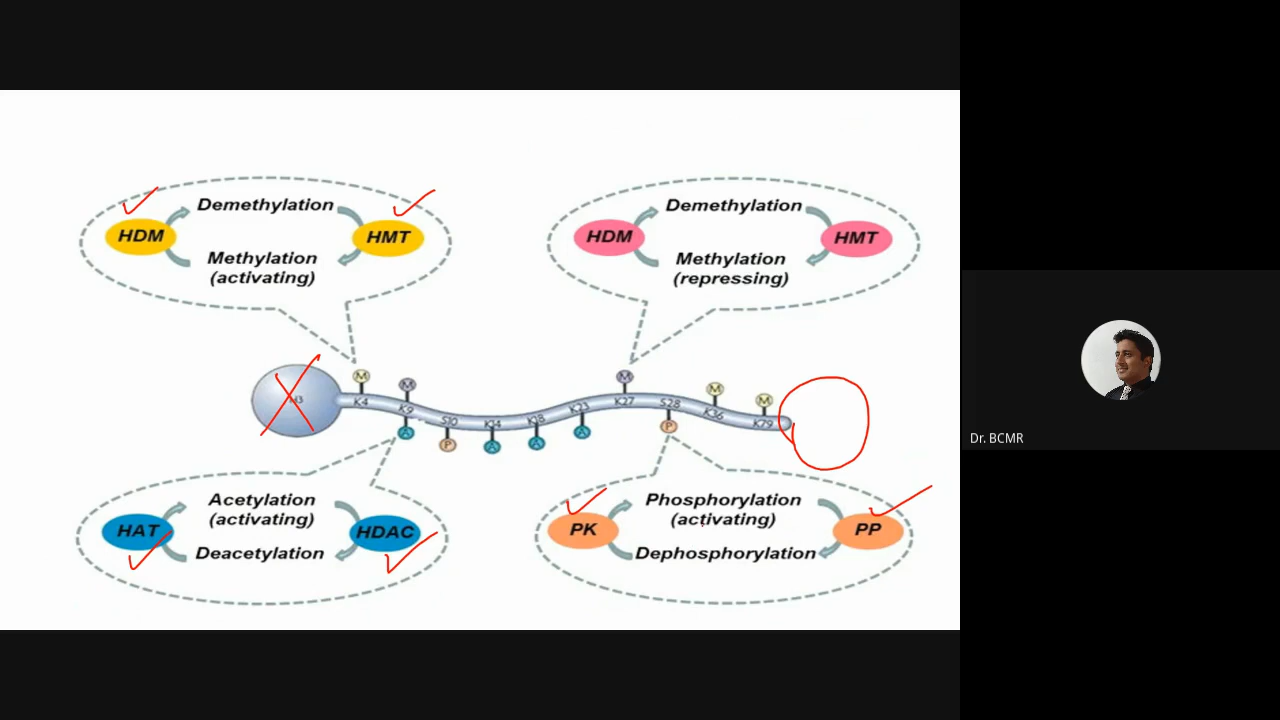 Demethylation
HDM
HMT
Methylation
(activating)
Demethylation
HDM
HMT
Methylation
(repressing)
M
M
M
M
M
H3
K4
K9
S10
K14
K18
K23
K27
S28
K36
K79
A
P
A
A
A
P
Acetylation
(activating)
HAT
HDAC
Deacetylation
Phosphorylation
(activating)
PK
PP
Dephosphorylation
Dr. BCMR